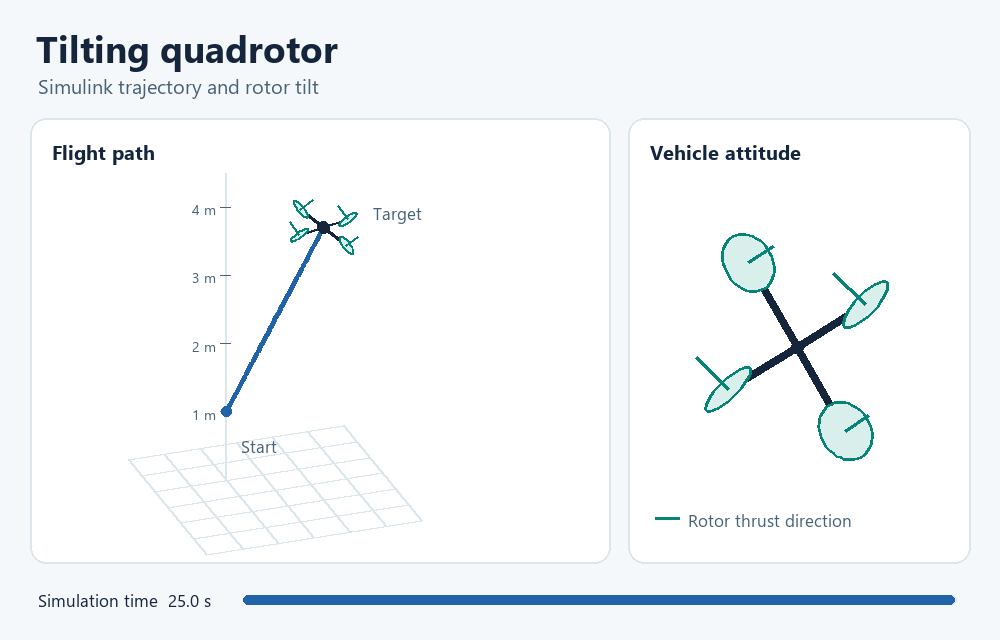 Tilting quadrotor
Simulink trajectory and rotor tilt
Flight path
4 m
Target
3 m
2 m
1 m
Start
Vehicle attitude
Rotor thrust direction
Simulation time 25.0 s